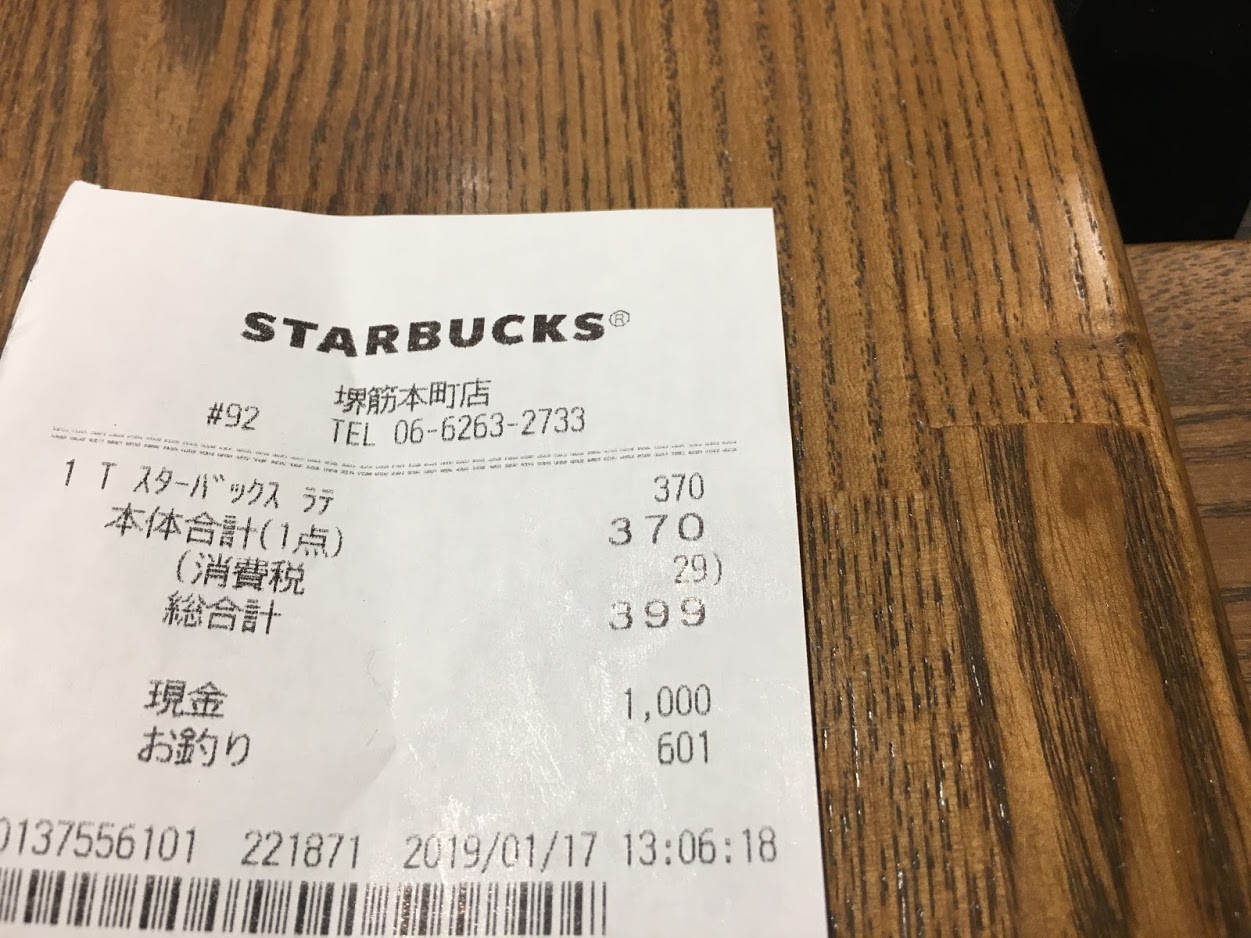 STARBUCKS®
堺筋本町店
#92 TEL 06-6263-2733
1 T スターバックス ラテ 370
本体合計(1点) 370
(消費税 29)
総合計 399
現金 1,000
お釣り 601
0137556101 221871 2019/01/17 13:06:18